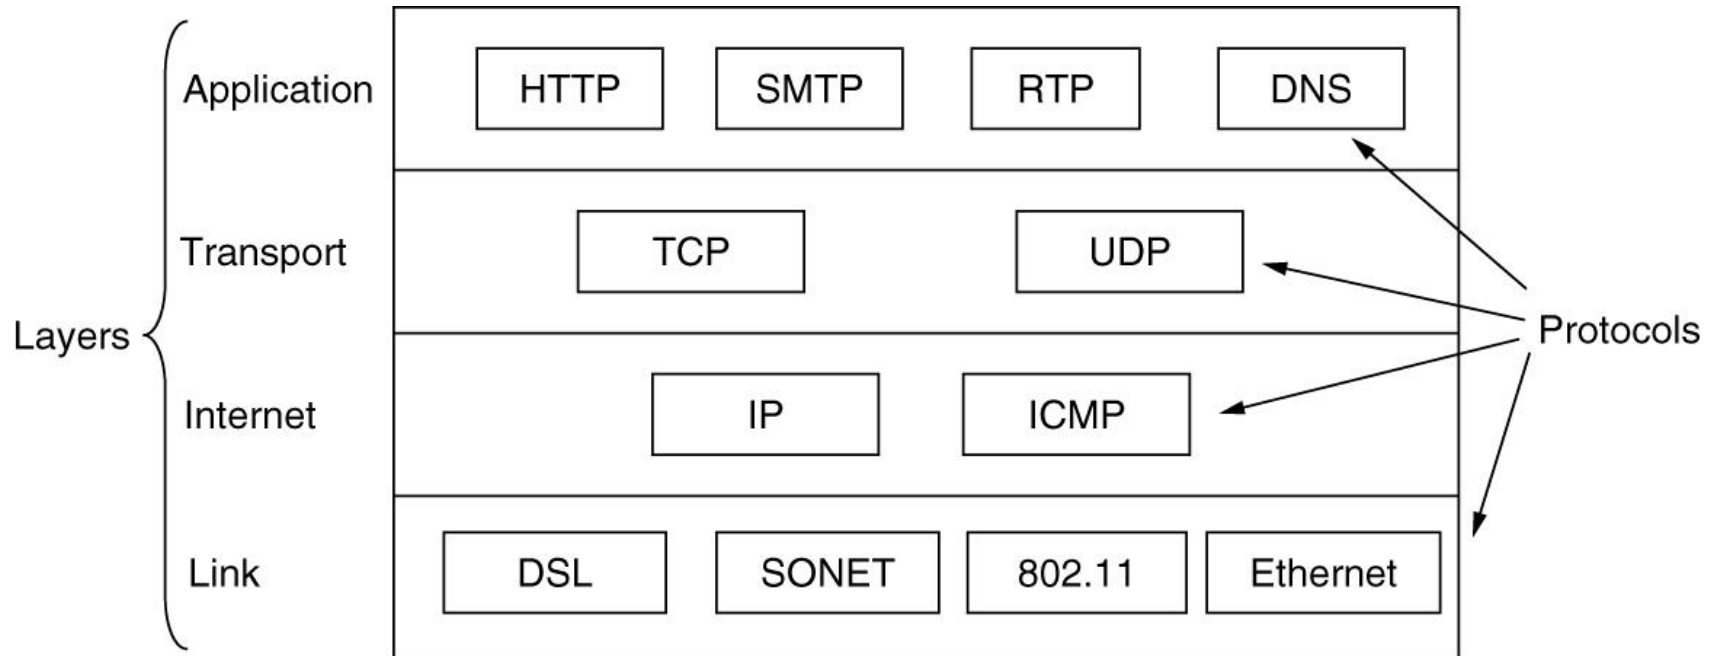 Application HTTP SMTP RTP DNS
Transport TCP UDP
Layers
Protocols
Internet IP ICMP
Link DSL SONET 802.11 Ethernet